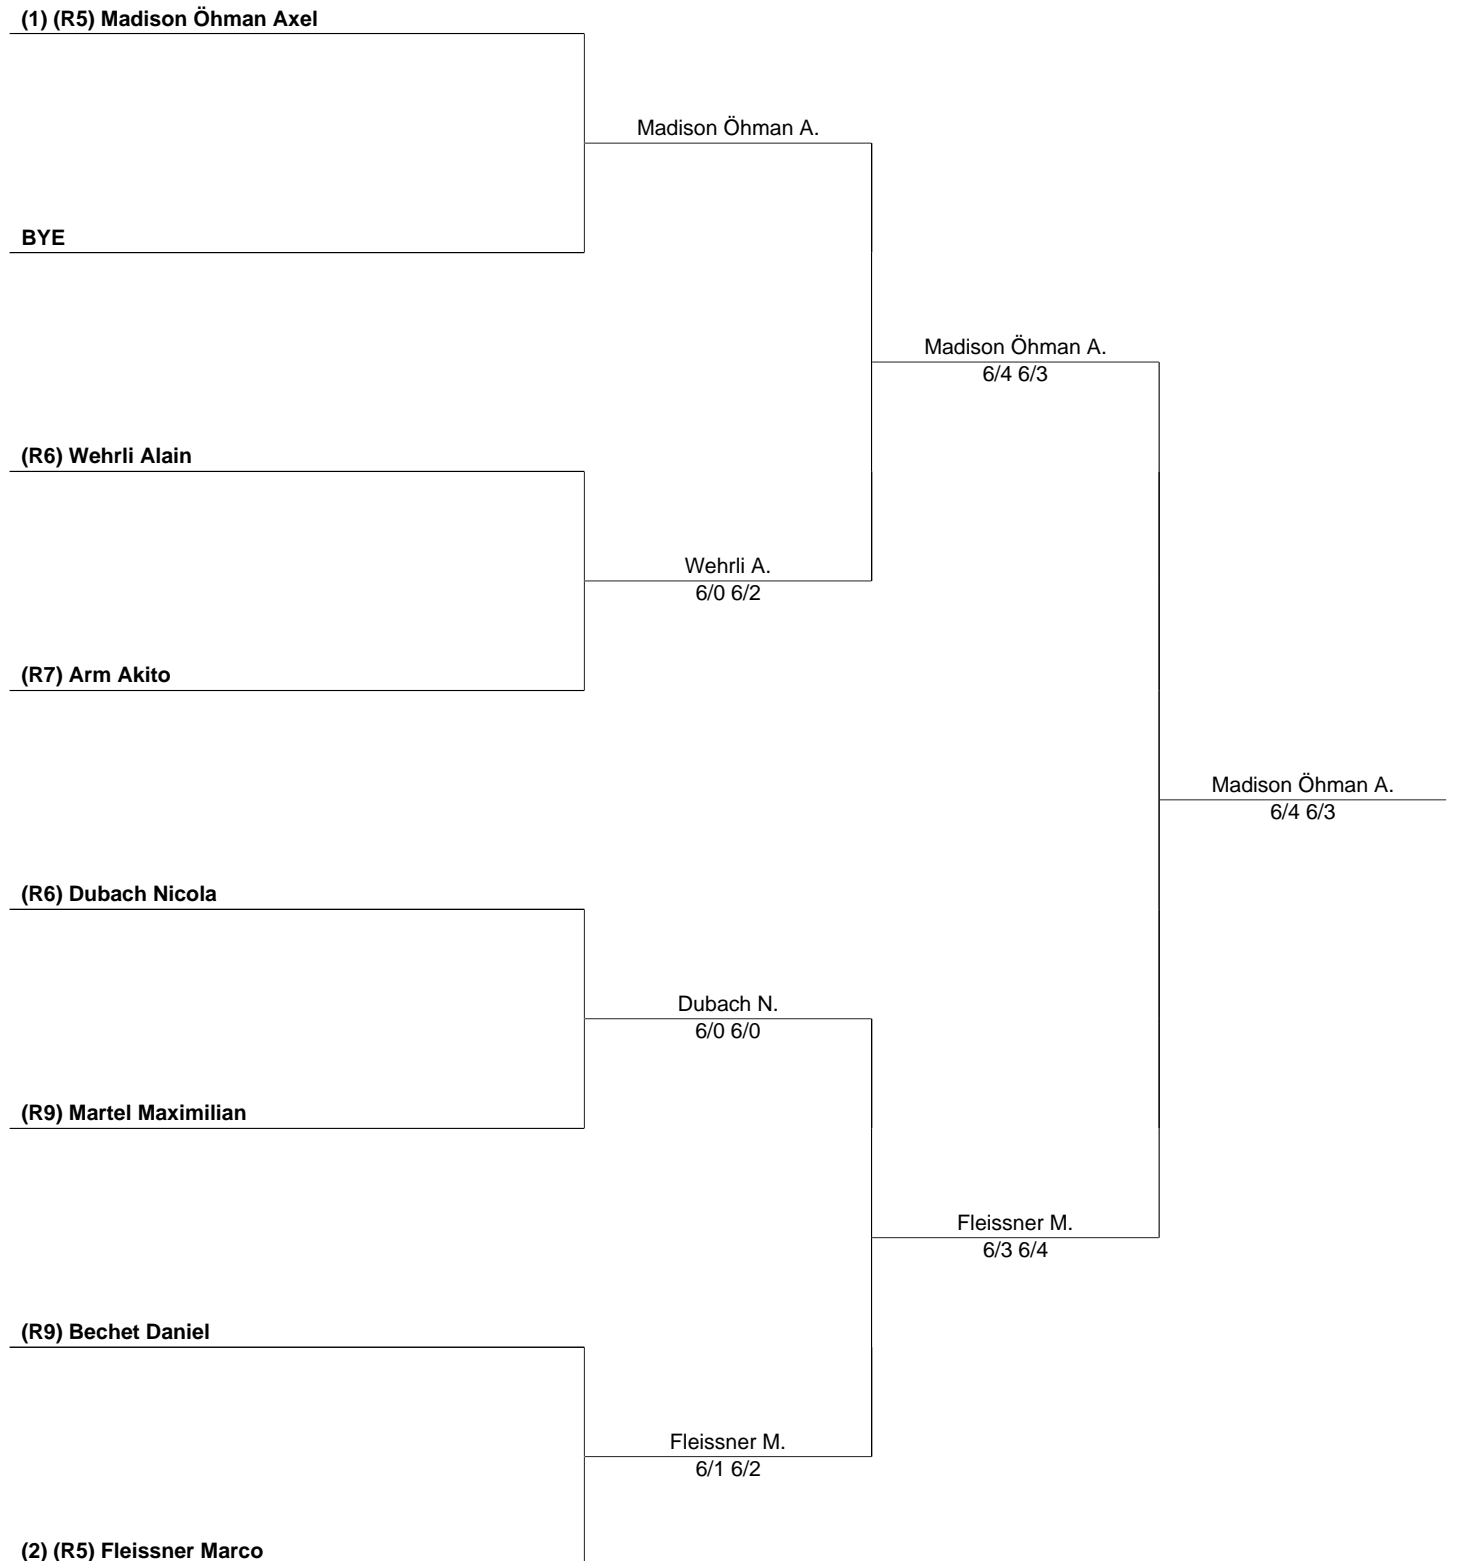 (1) (R5) Madison Öhman Axel
Madison Öhman A.
BYE
Madison Öhman A.
6/4 6/3
(R6) Wehrli Alain
Wehrli A.
6/0 6/2
(R7) Arm Akito
Madison Öhman A.
6/4 6/3
(R6) Dubach Nicola
Dubach N.
6/0 6/0
(R9) Martel Maximilian
Fleissner M.
6/3 6/4
(R9) Bechet Daniel
Fleissner M.
6/1 6/2
(2) (R5) Fleissner Marco